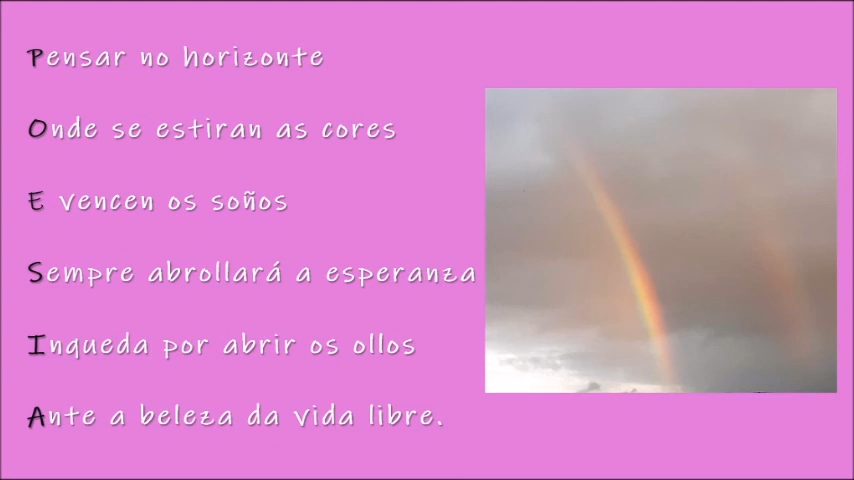 Pensar no horizonte
Onde se estiran as cores
E vencen os soños
Sempre abrollará a esperanza
Inqueda por abrir os ollos
Ante a beleza da vida libre.